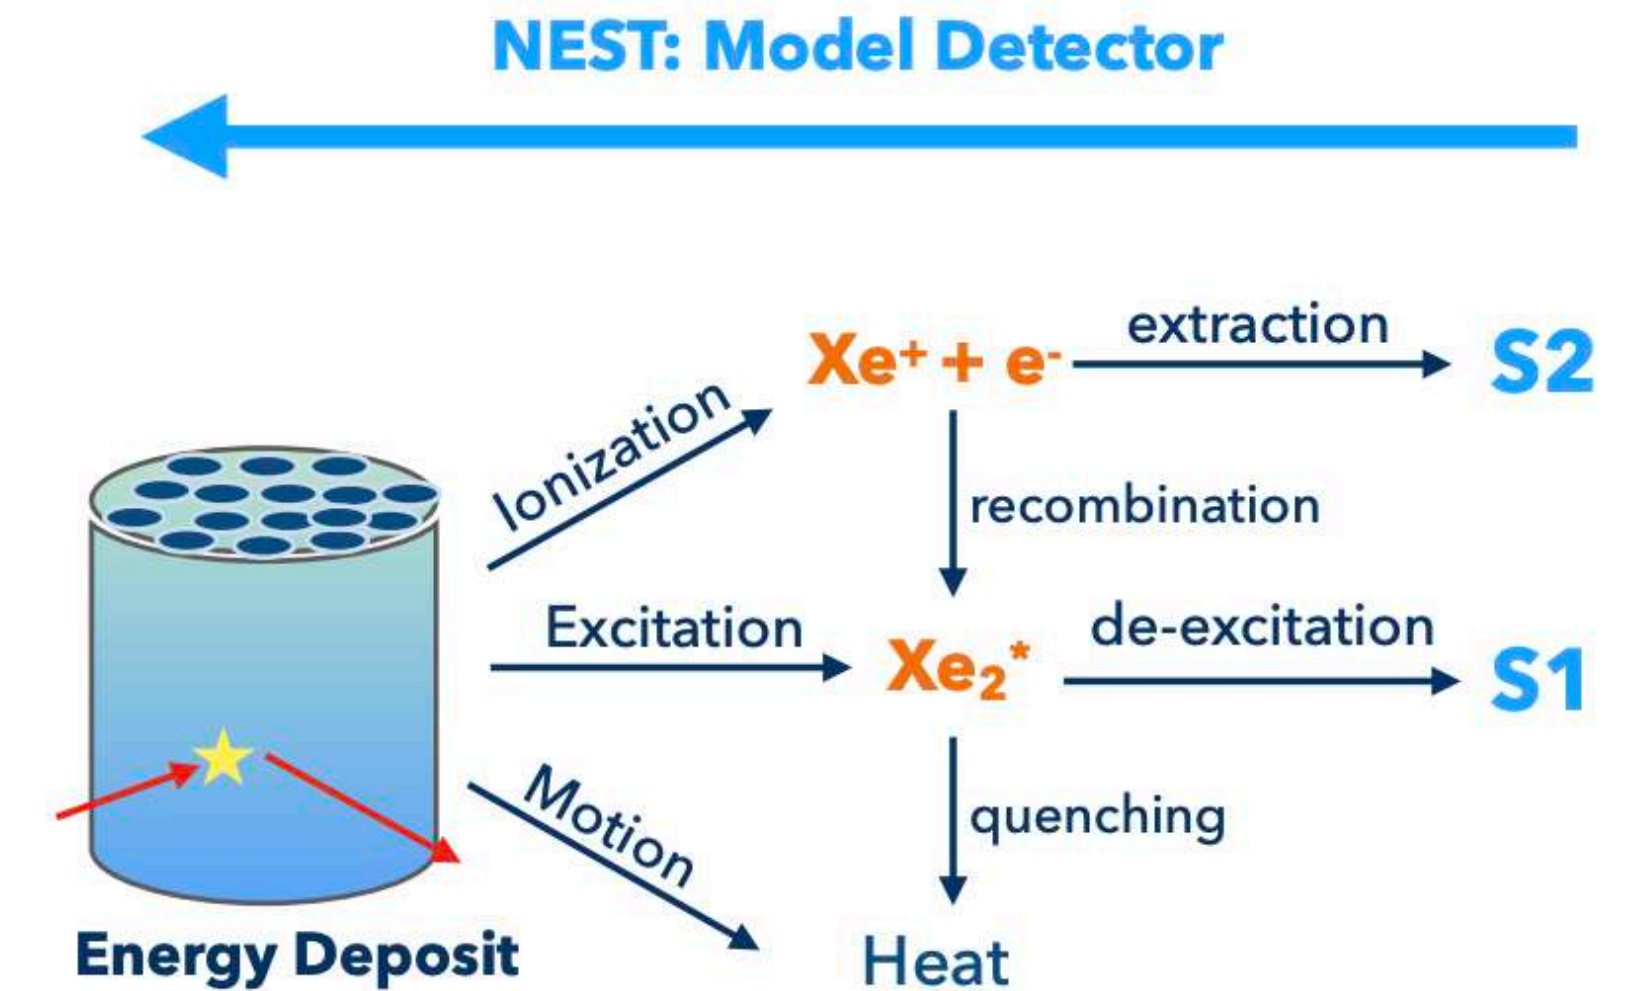 NEST: Model Detector
extraction
Xe⁺ + e⁻
S2
Ionization
recombination
Excitation
de-excitation
Xe₂*
S1
Motion
quenching
Energy Deposit
Heat